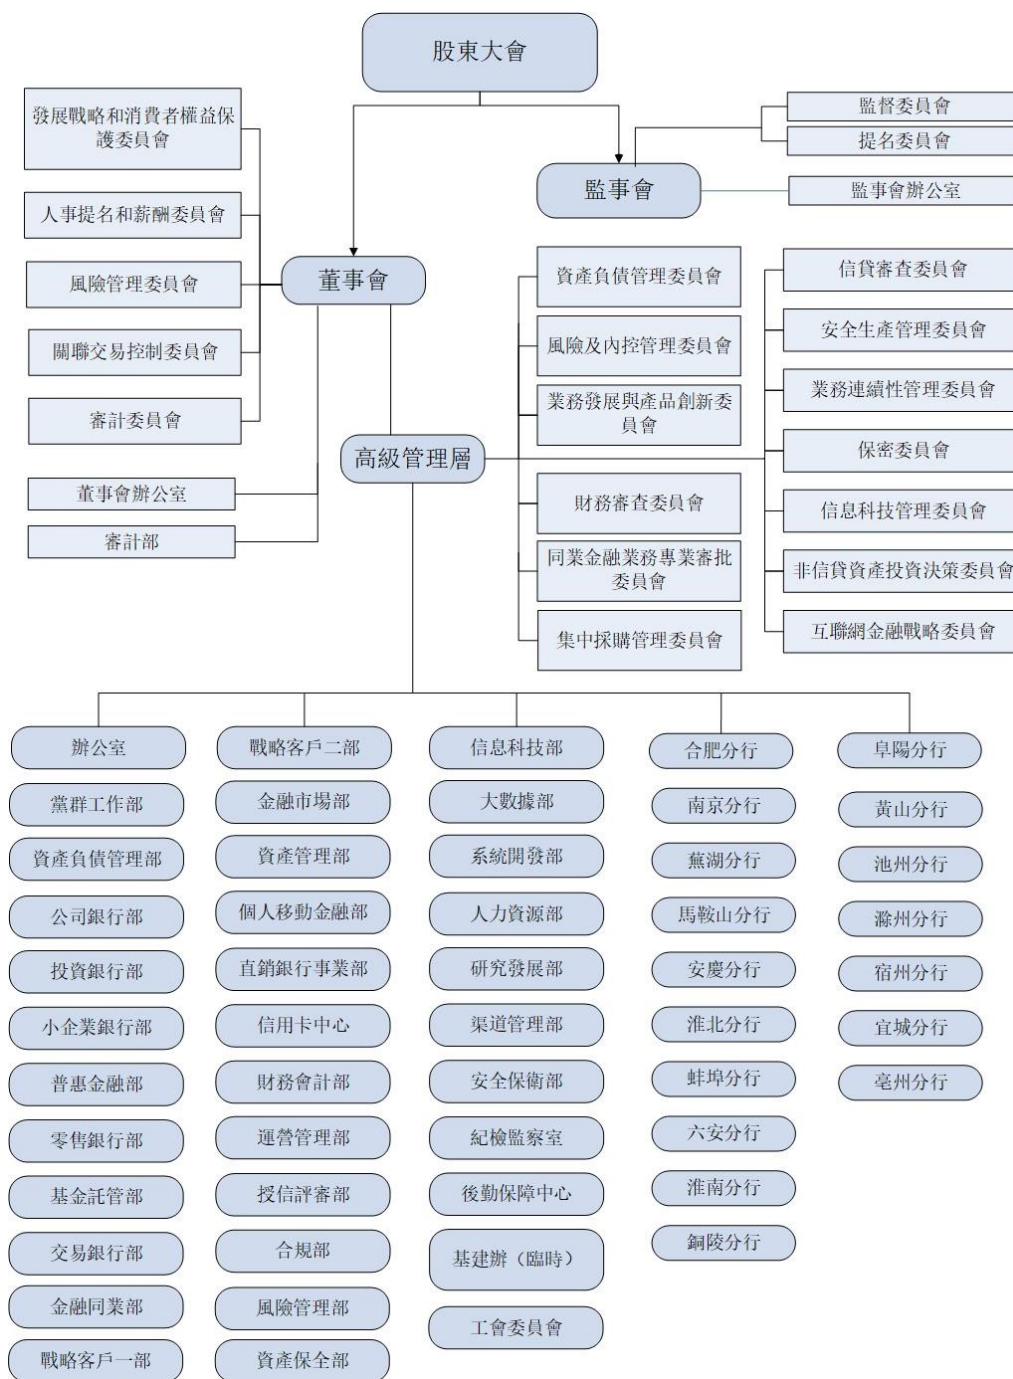 股東大會
發展戰略和消費者權益保
護委員會
人事提名和薪酬委員會
風險管理委員會
關聯交易控制委員會
審計委員會
董事會辦公室
審計部
董事會
監事會
監督委員會
提名委員會
監事會辦公室
高級管理層
資產負債管理委員會
風險及內控管理委員會
業務發展與產品創新委
員會
財務審查委員會
同業金融業務專業審批
委員會
集中採購管理委員會
信貸審查委員會
安全生產管理委員會
業務連續性管理委員會
保密委員會
信息科技管理委員會
非信貸資產投資決策委員會
互聯網金融戰略委員會
辦公室
黨群工作部
資產負債管理部
公司銀行部
投資銀行部
小企業銀行部
普惠金融部
零售銀行部
基金託管部
交易銀行部
金融同業部
戰略客戶一部
戰略客戶二部
金融市場部
資產管理部
個人移動金融部
直銷銀行事業部
信用卡中心
財務會計部
運營管理部
授信評審部
合規部
風險管理部
資產保全部
信息科技部
大數據部
系統開發部
人力資源部
研究發展部
渠道管理部
安全保衛部
紀檢監察室
後勤保障中心
基建辦（臨時）
工會委員會
合肥分行
南京分行
蕪湖分行
馬鞍山分行
安慶分行
淮北分行
蚌埠分行
六安分行
淮南分行
銅陵分行
阜陽分行
黃山分行
池州分行
滁州分行
宿州分行
宜城分行
亳州分行